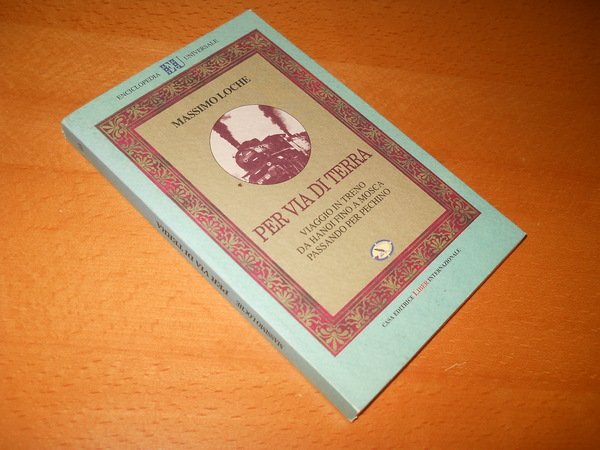 ENCICLOPEDIA EU UNIVERSALE
MASSIMO LOCHE
PER VIA DI TERRA
VIAGGIO IN TRENO
DA HANOI FINO A MOSCA
PASSANDO PER PECHINO
CASA EDITRICE LIBER INTERNAZIONALE
MASSIMO LOCHE PER VIA DI TERRA